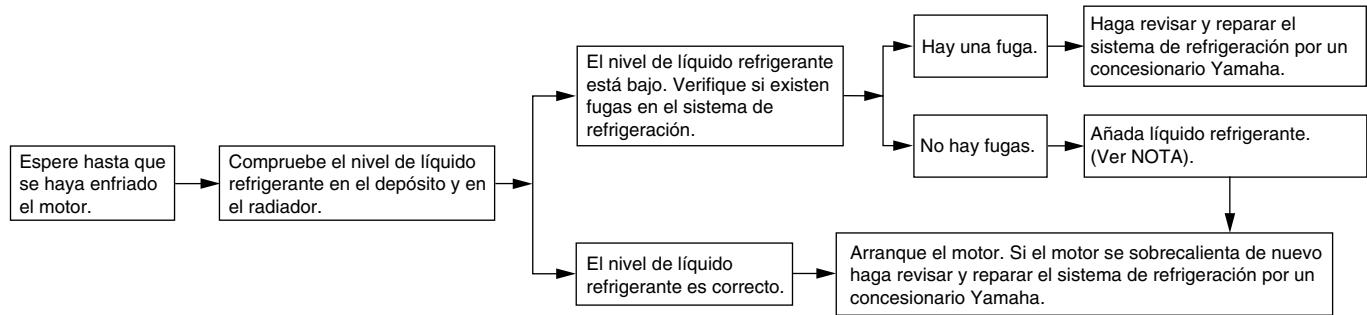 Espere hasta que
se haya enfriado
el motor.
Compruebe el nivel de líquido
refrigerante en el depósito y en
el radiador.
El nivel de líquido refrigerante
está bajo. Verifique si existen
fugas en el sistema de
refrigeración.
Hay una fuga.
Haga revisar y reparar el
sistema de refrigeración por un
concesionario Yamaha.
No hay fugas.
Añada líquido refrigerante.
(Ver NOTA).
El nivel de líquido
refrigerante es correcto.
Arranque el motor. Si el motor se sobrecalienta de nuevo
haga revisar y reparar el sistema de refrigeración por un
concesionario Yamaha.